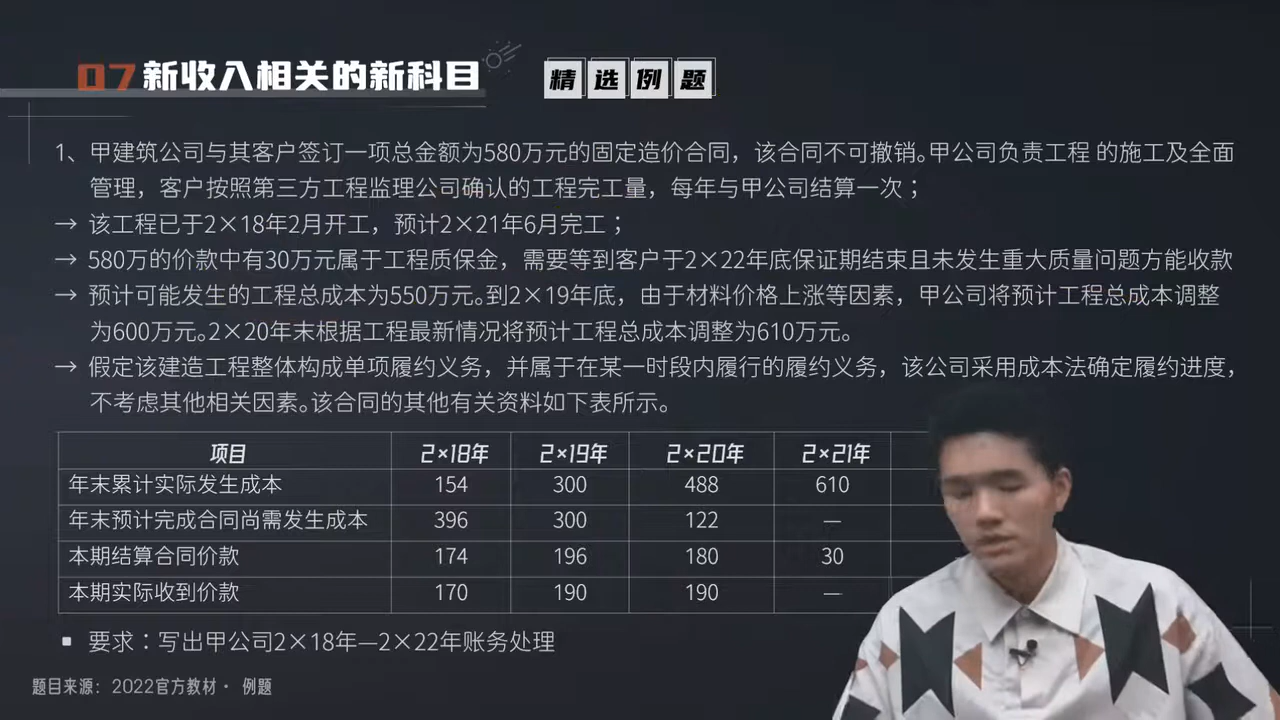 07新收入相关的新科目
精选例题
1、甲建筑公司与其客户签订一项总金额为580万元的固定造价合同，该合同不可撤销。甲公司负责工程 的施工及全面
管理，客户按照第三方工程监理公司确认的工程完工量，每年与甲公司结算一次；
→ 该工程已于2×18年2月开工，预计2×21年6月完工；
→ 580万的价款中有30万元属于工程质保金，需要等到客户于2×22年底保证期结束且未发生重大质量问题方能收款
→ 预计可能发生的工程总成本为550万元。到2×19年底，由于材料价格上涨等因素，甲公司将预计工程总成本调整
为600万元。2×20年末根据工程最新情况将预计工程总成本调整为610万元。
→ 假定该建造工程整体构成单项履约义务，并属于在某一时段内履行的履约义务，该公司采用成本法确定履约进度，
不考虑其他相关因素。该合同的其他有关资料如下表所示。
项目 2×18年 2×19年 2×20年 2×21年
年末累计实际发生成本 154 300 488 610
年末预计完成合同尚需发生成本 396 300 122 —
本期结算合同价款 174 196 180 30
本期实际收到价款 170 190 190 —
▪ 要求：写出甲公司2×18年—2×22年账务处理
题目来源：2022官方教材· 例题